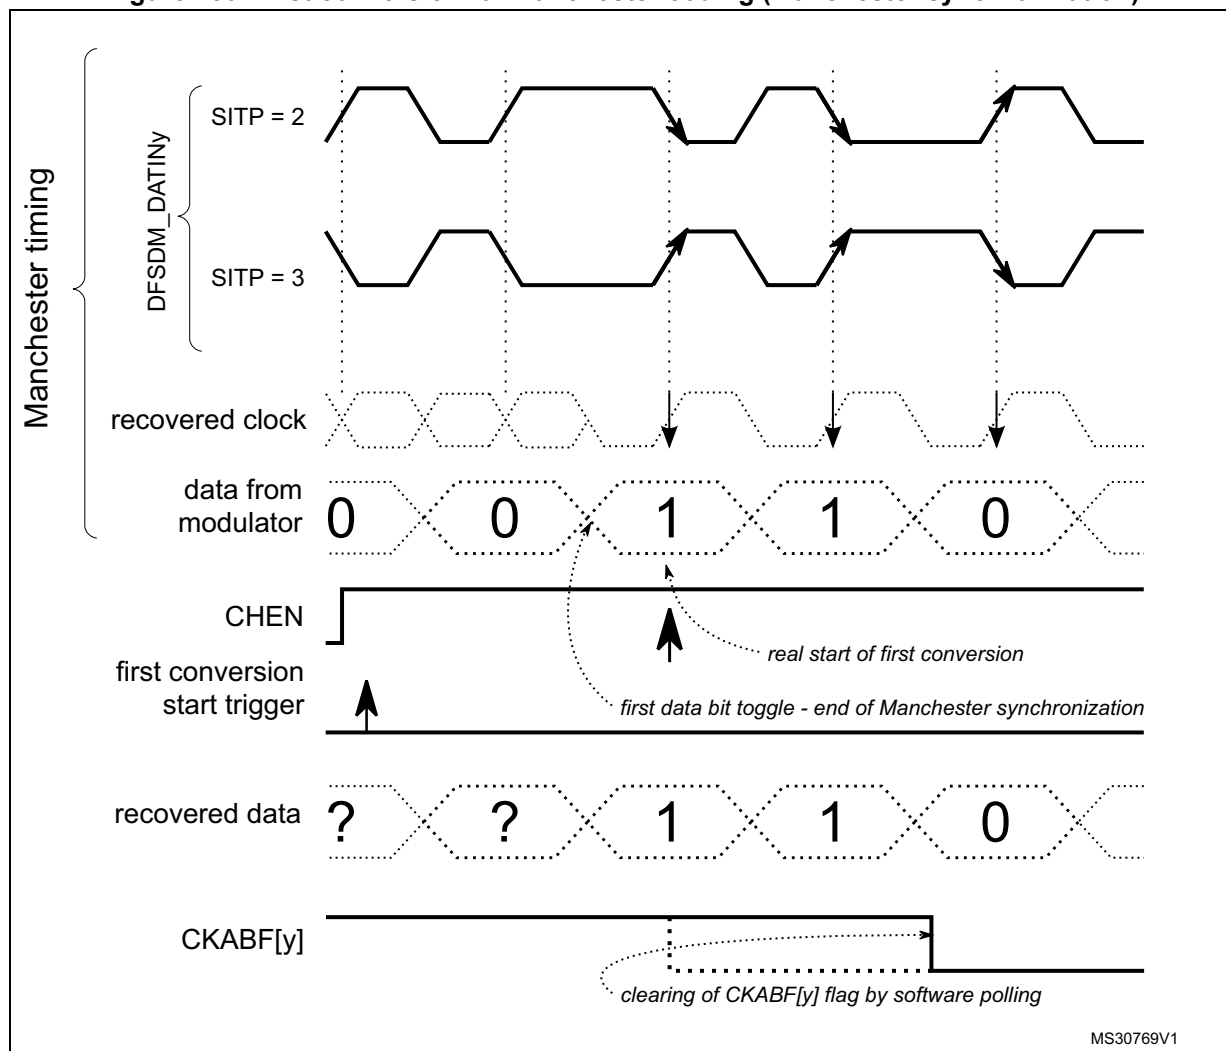 Manchester timing
DFSDM_DATINy
SITP = 2
SITP = 3
recovered clock
data from
modulator
0 0 1 1 0
CHEN
real start of first conversion
first conversion
start trigger
first data bit toggle - end of Manchester synchronization
recovered data
? ? 1 1 0
CKABF[y]
clearing of CKABF[y] flag by software polling
MS30769V1